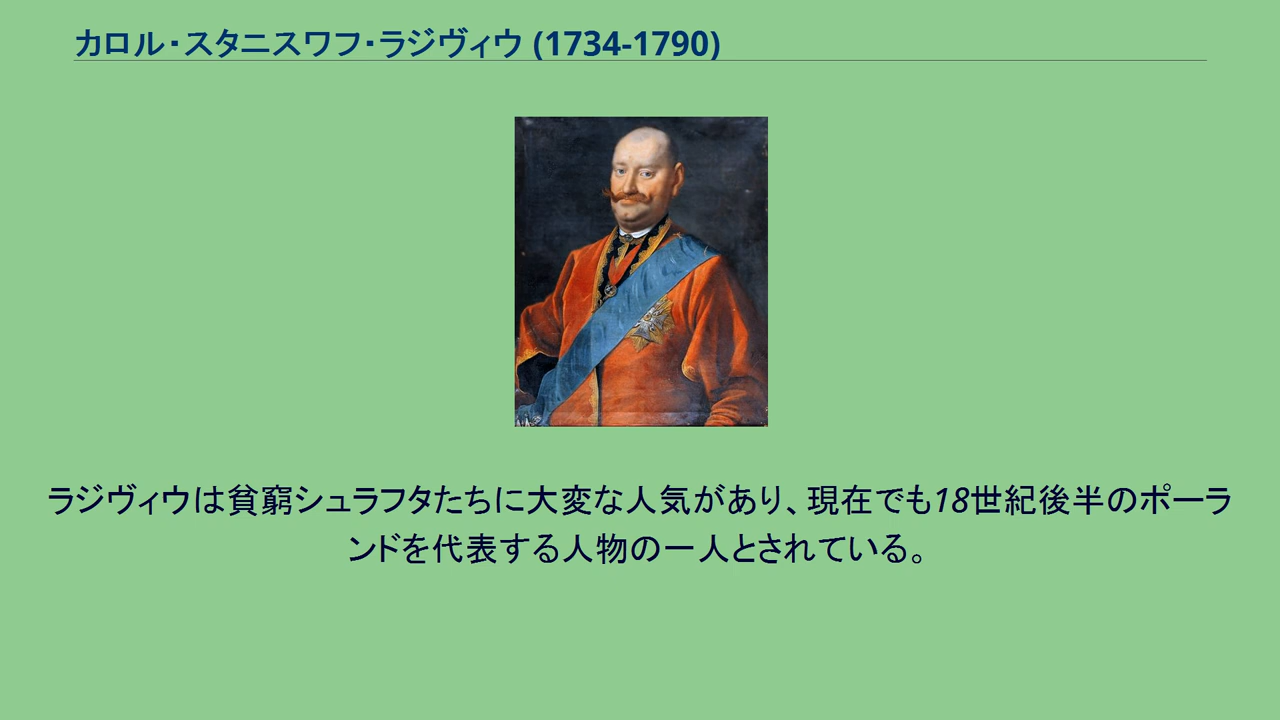 カロル・スタニスワフ・ラジヴィウ (1734-1790)
ラジヴィウは貧窮シュラフタたちに大変な人気があり、現在でも18世紀後半のポーラ
ンドを代表する人物の一人とされている。